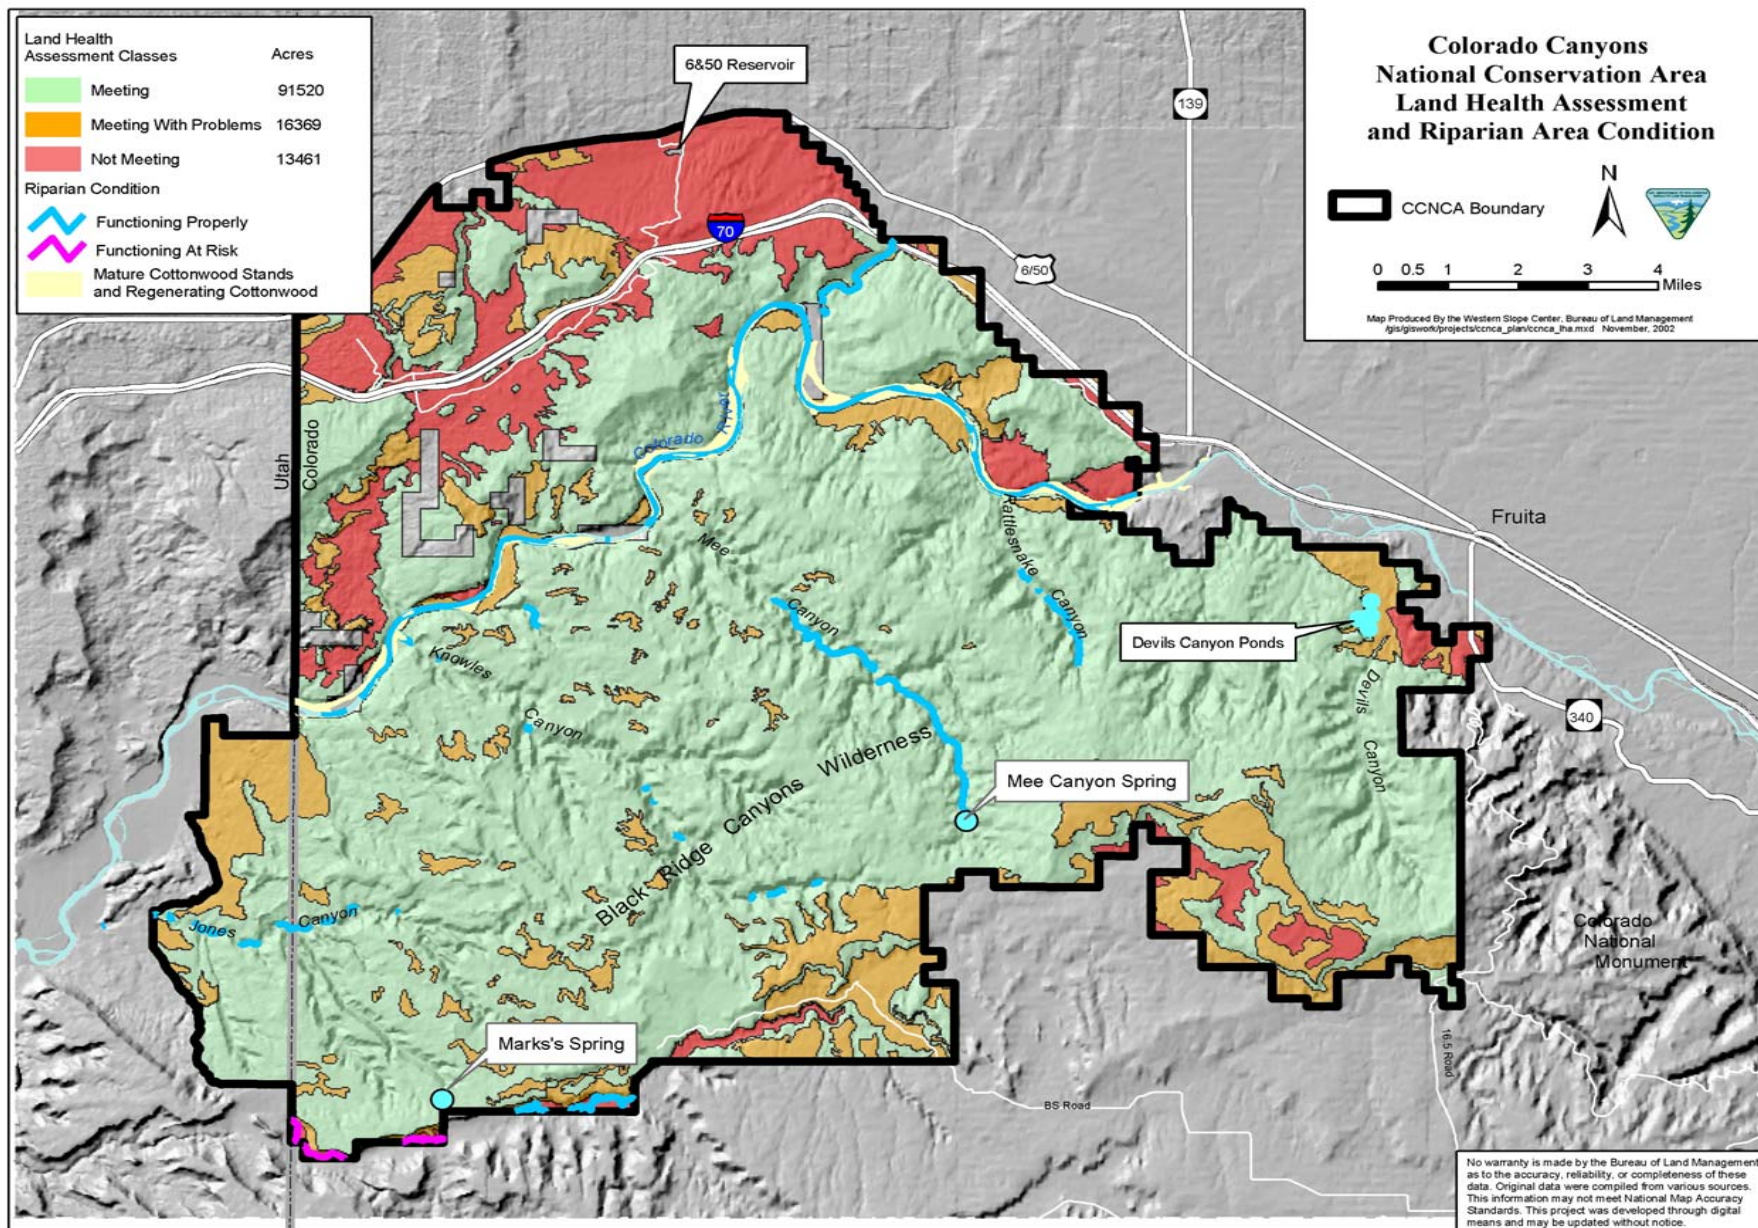 Land Health
Assessment Classes Acres
Meeting 91520
Meeting With Problems 16369
Not Meeting 13461
Riparian Condition
Functioning Properly
Functioning At Risk
Mature Cottonwood Stands
and Regenerating Cottonwood
6&50 Reservoir
Colorado Canyons
National Conservation Area
Land Health Assessment
and Riparian Area Condition
N
CCNCA Boundary
0 0.5 1 2 3 4
Miles
Map Produced By the Western Slope Center, Bureau of Land Management
/gis/giswork/projects/ccnca_plan/ccnca_lha.mxd November, 2002
139
70
6/50
Utah
Colorado
Colorado River
Fruita
Mee
Canyon
Rattlesnake
Canyon
Devils Canyon Ponds
Knowles
Canyon
Devils
Canyon
340
Black Ridge Canyons Wilderness
Mee Canyon Spring
Jones
Canyon
Colorado
National
Monument
Marks's Spring
BS Road
16.5 Road
No warranty is made by the Bureau of Land Management
as to the accuracy, reliability, or completeness of these
data. Original data were compiled from various sources.
This information may not meet National Map Accuracy
Standards. This project was developed through digital
means and may be updated without notice.